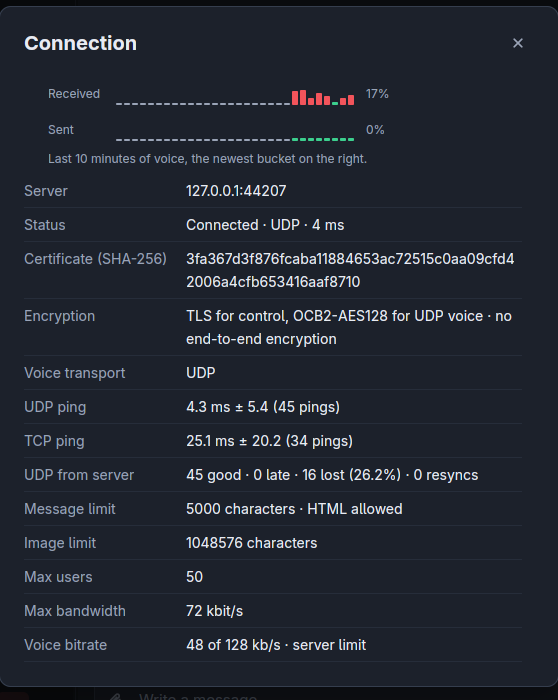 Connection
Received 17%
Sent 0%
Last 10 minutes of voice, the newest bucket on the right.
Server 127.0.0.1:44207
Status Connected · UDP · 4 ms
Certificate (SHA-256) 3fa367d3f876fcaba11884653ac72515c0aa09cfd4
2006a4cfb653416aaf8710
Encryption TLS for control, OCB2-AES128 for UDP voice · no
end-to-end encryption
Voice transport UDP
UDP ping 4.3 ms ± 5.4 (45 pings)
TCP ping 25.1 ms ± 20.2 (34 pings)
UDP from server 45 good · 0 late · 16 lost (26.2%) · 0 resyncs
Message limit 5000 characters · HTML allowed
Image limit 1048576 characters
Max users 50
Max bandwidth 72 kbit/s
Voice bitrate 48 of 128 kb/s · server limit
Write a message